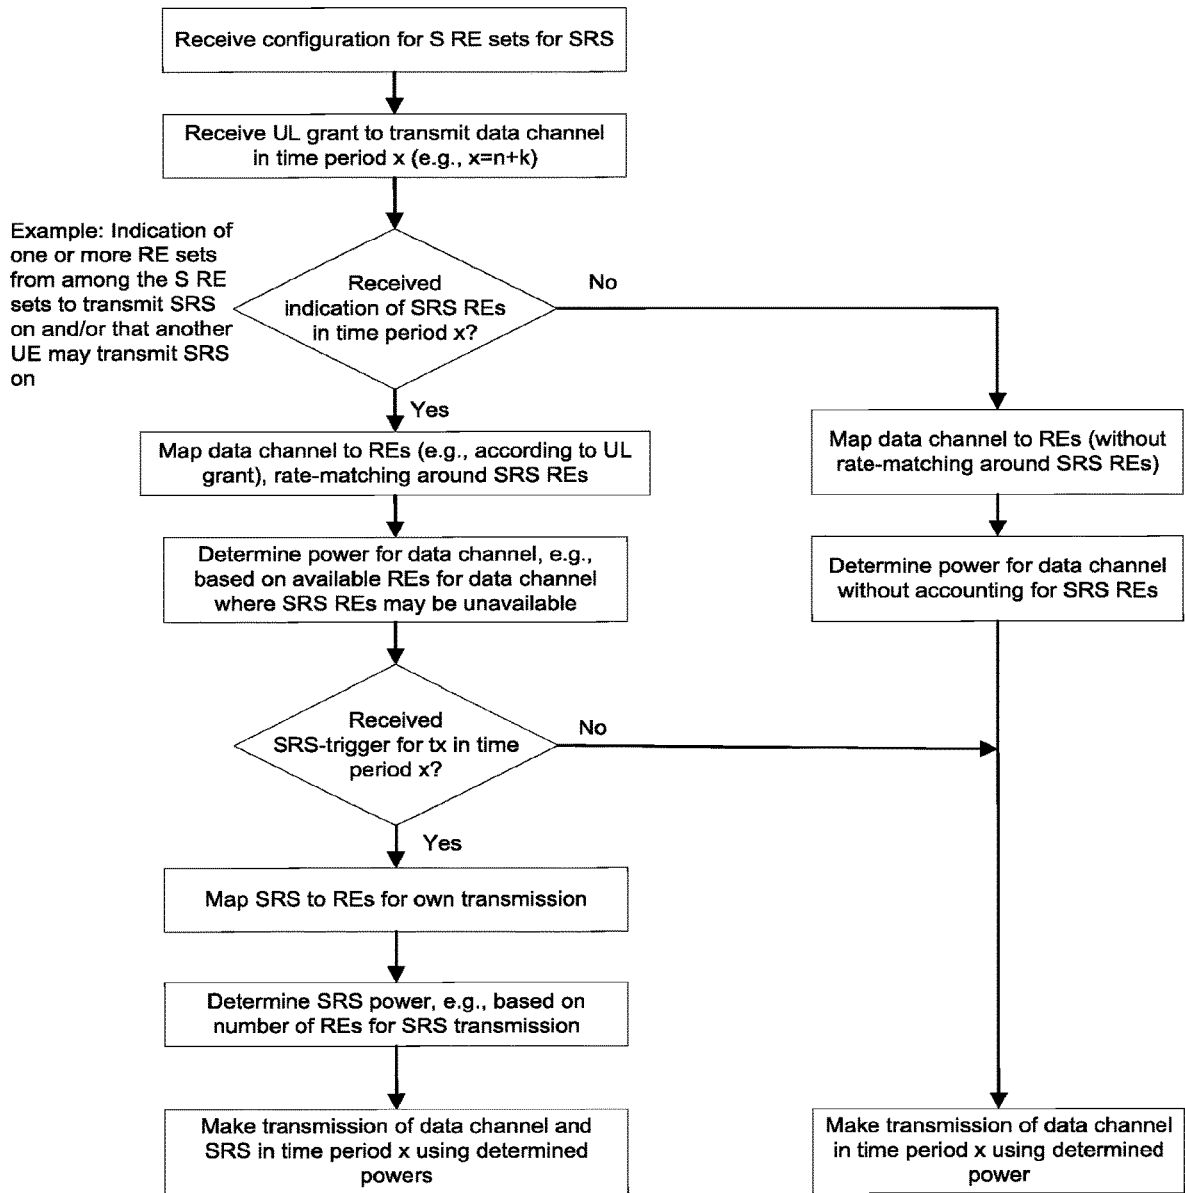 Receive configuration for S RE sets for SRS
Receive UL grant to transmit data channel
in time period x (e.g., x=n+k)
Example: Indication of
one or more RE sets
from among the S RE
sets to transmit SRS
on and/or that another
UE may transmit SRS
on
Received
indication of SRS REs
in time period x?
No
Yes
Map data channel to REs (e.g., according to UL
grant), rate-matching around SRS REs
Map data channel to REs (without
rate-matching around SRS REs)
Determine power for data channel, e.g.,
based on available REs for data channel
where SRS REs may be unavailable
Determine power for data channel
without accounting for SRS REs
Received
SRS-trigger for tx in time
period x?
No
Yes
Map SRS to REs for own transmission
Determine SRS power, e.g., based on
number of REs for SRS transmission
Make transmission of data channel and
SRS in time period x using determined
powers
Make transmission of data channel
in time period x using determined
power